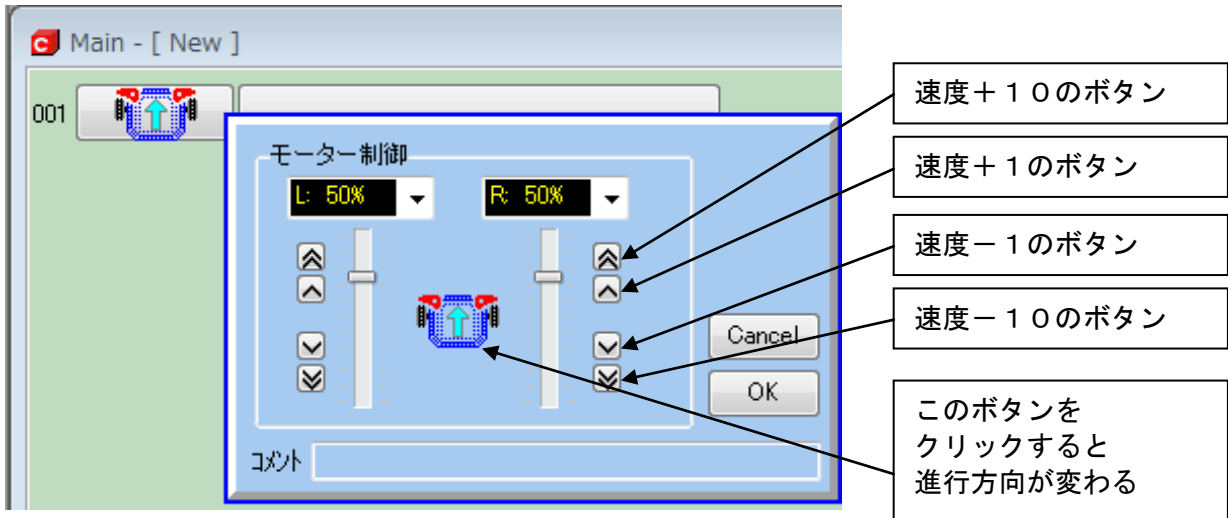 Main - [ New ]
001
モーター制御
L: 50%
R: 50%
Cancel
OK
コメント
速度＋１０のボタン
速度＋１のボタン
速度－１のボタン
速度－１０のボタン
このボタンを
クリックすると
進行方向が変わる